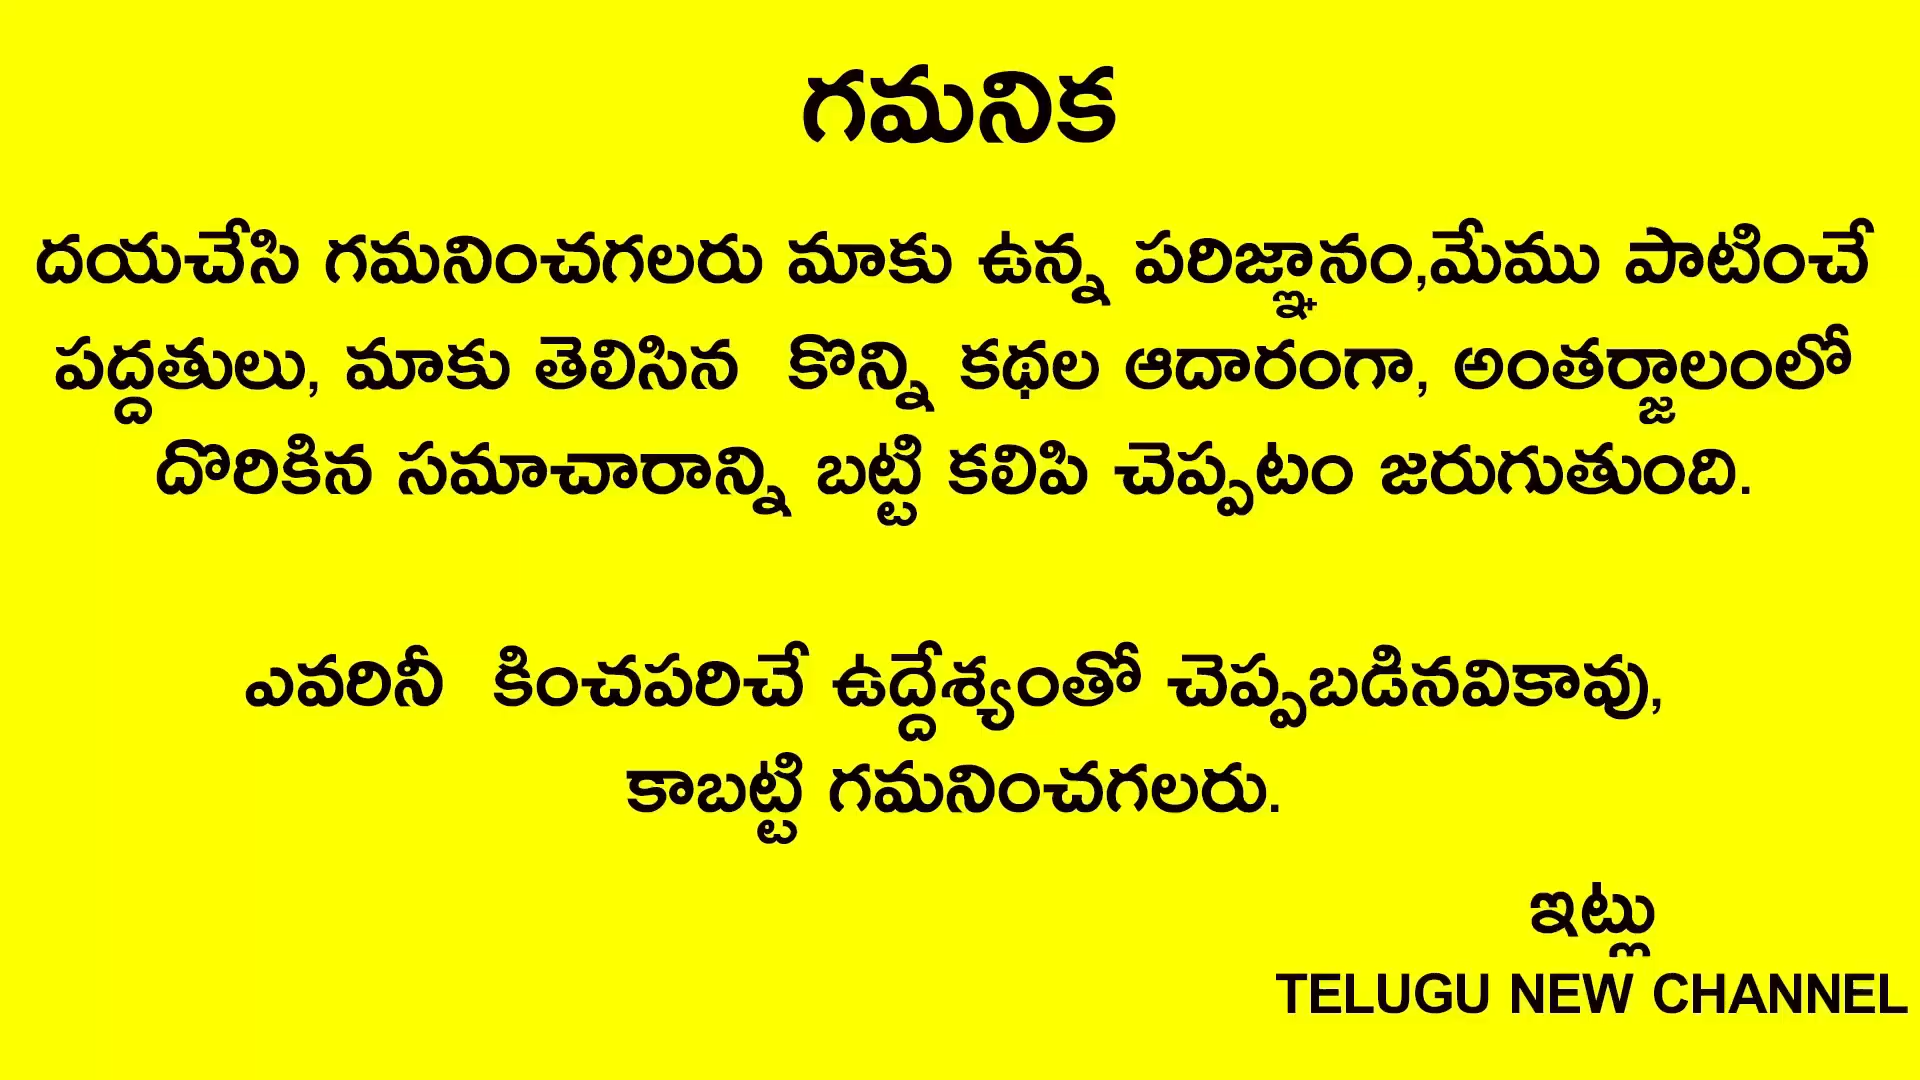 గమనిక
దయచేసి గమనించగలరు మాకు ఉన్న పరిజ్ఞానం,మేము పాటించే
పద్దతులు, మాకు తెలిసిన కొన్ని కథల ఆదారంగా, అంతర్జాలంలో
దొరికిన సమాచారాన్ని బట్టి కలిపి చెప్పటం జరుగుతుంది.
ఎవరినీ కించపరిచే ఉద్దేశ్యంతో చెప్పబడినవికావు,
కాబట్టి గమనించగలరు.
ఇట్లు
TELUGU NEW CHANNEL